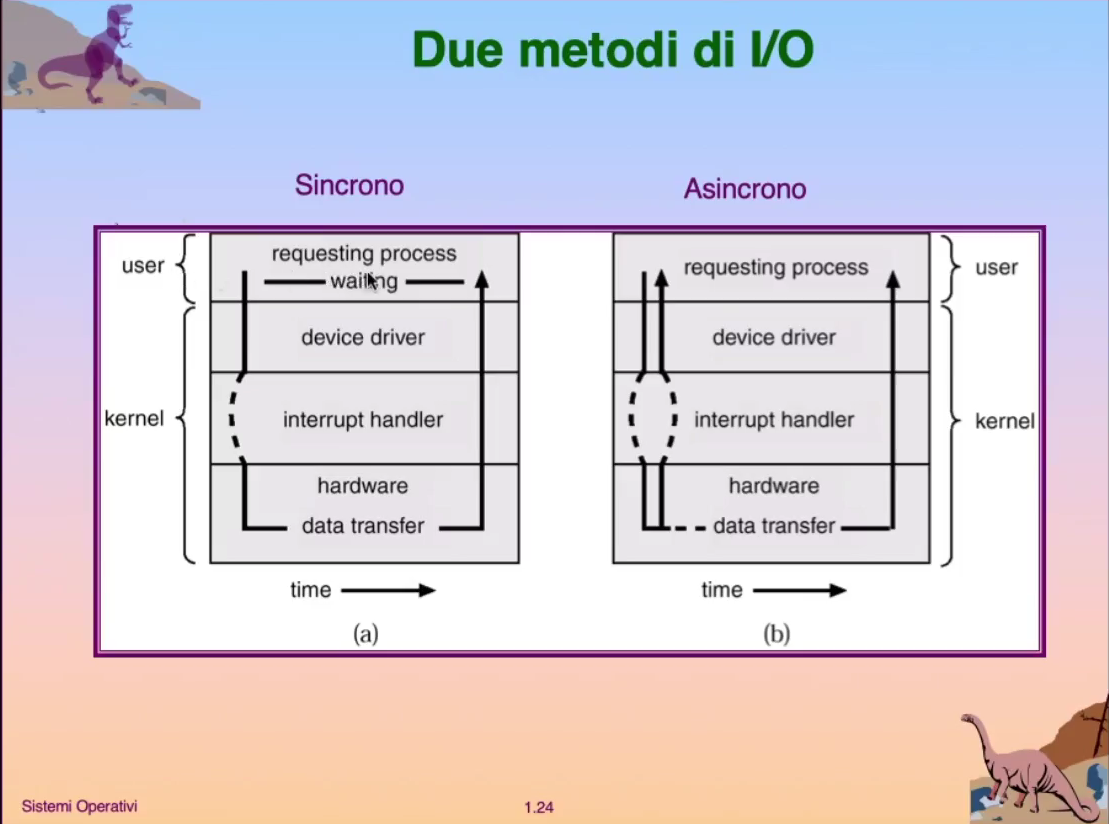 Due metodi di I/O
Sincrono
Asincrono
user
requesting process
waiting
device driver
kernel
interrupt handler
hardware
data transfer
time
(a)
requesting process
user
device driver
interrupt handler
kernel
hardware
data transfer
time
(b)
Sistemi Operativi
1.24